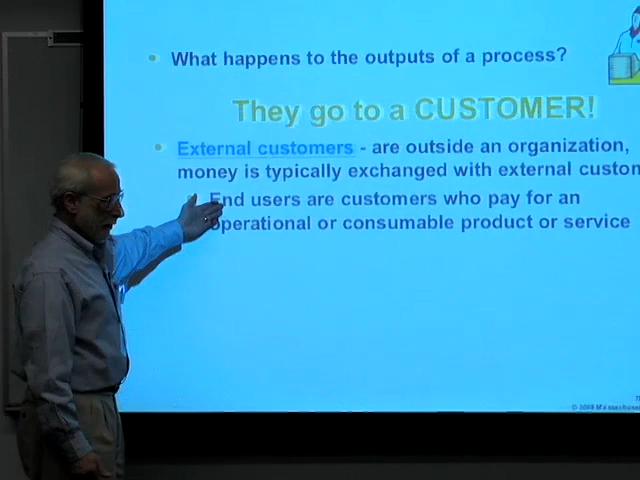 • What happens to the outputs of a process?
They go to a CUSTOMER!
• External customers - are outside an organization,
money is typically exchanged with external custom
End users are customers who pay for an
operational or consumable product or service
© 2008 Massachuse